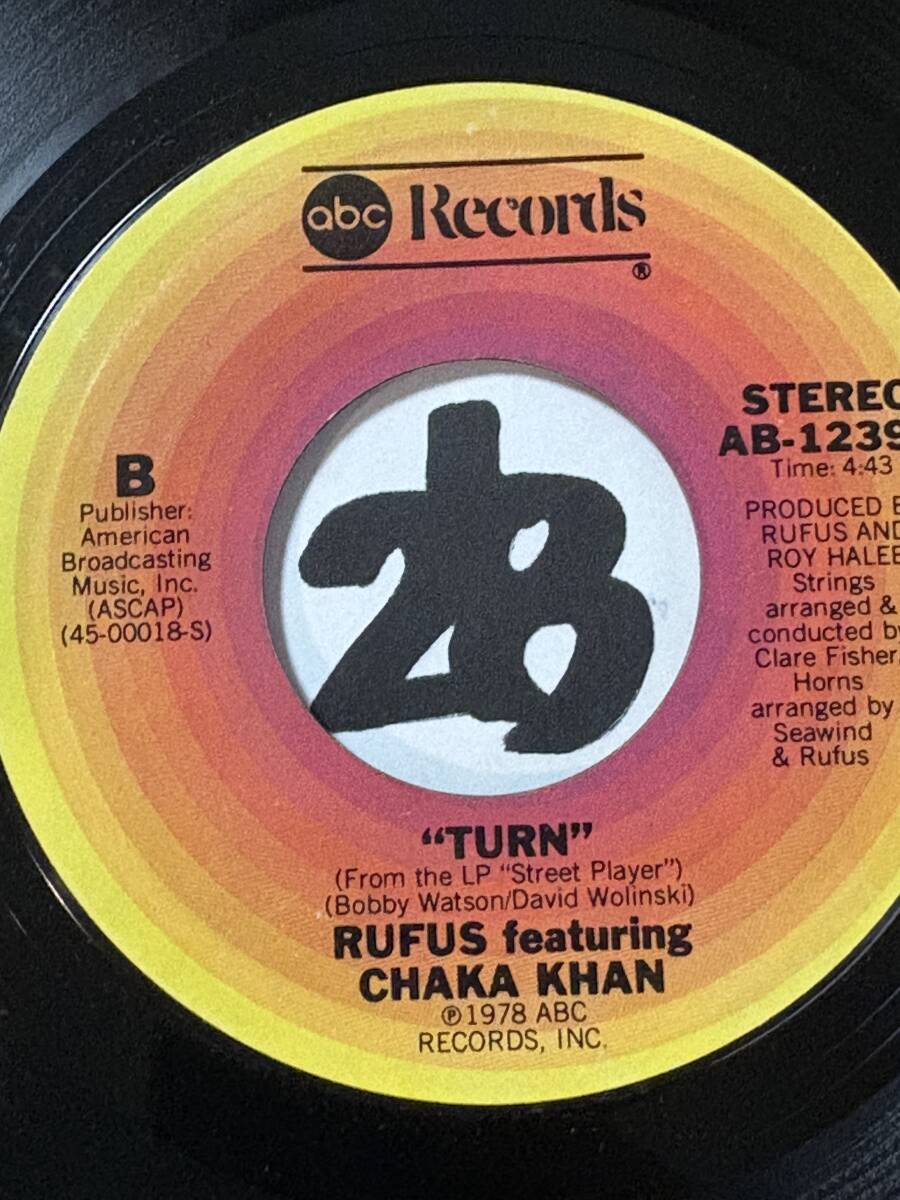 abc Records
®
B
Publisher:
American
Broadcasting
Music, Inc.
(ASCAP)
(45-00018-S)
STEREO
AB-1239
Time: 4:43
PRODUCED B
RUFUS AND
ROY HALEE
Strings
arranged &
conducted by
Clare Fisher.
Horns
arranged by
Seawind
& Rufus
“TURN”
(From the LP “Street Player”)
(Bobby Watson/David Wolinski)
RUFUS featuring
CHAKA KHAN
℗1978 ABC
RECORDS, INC.